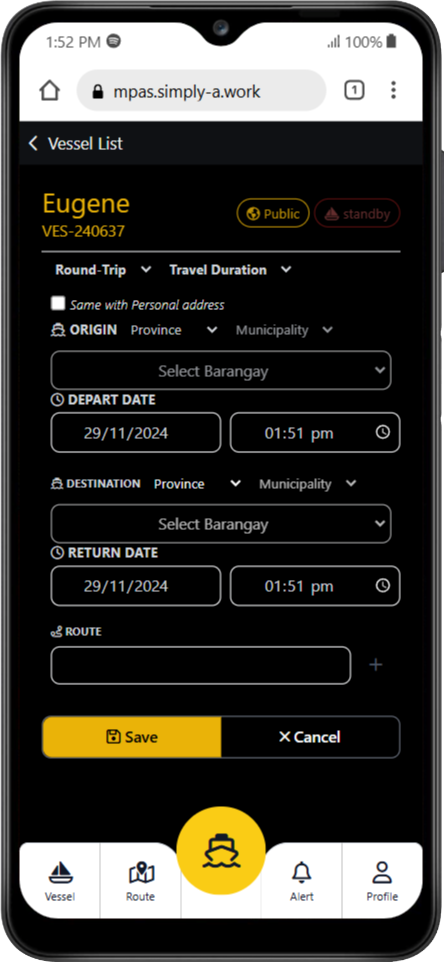 1:52 PM 100%
mpas.simply-a.work 1
Vessel List
Eugene Public standby
VES-240637
Round-Trip Travel Duration
Same with Personal address
ORIGIN Province Municipality
Select Barangay
DEPART DATE
29/11/2024 01:51 pm
DESTINATION Province Municipality
Select Barangay
RETURN DATE
29/11/2024 01:51 pm
ROUTE
+
Save Cancel
Vessel Route Alert Profile